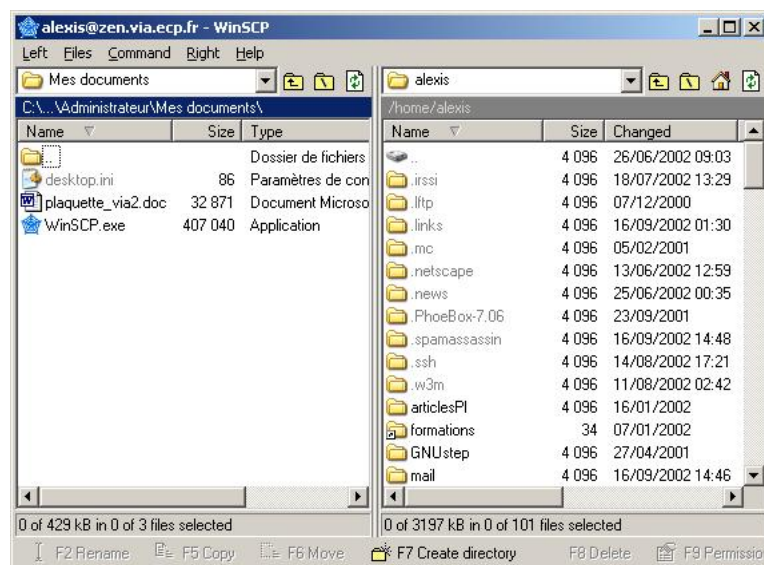 alexis@zen.via.ecp.fr - WinSCP
Left Files Command Right Help
Mes documents
C:\...\Administrateur\Mes documents\
Name Size Type
.. Dossier de fichiers
desktop.ini 86 Paramètres de con
plaquette_via2.doc 32 871 Document Microso
WinSCP.exe 407 040 Application
0 of 429 kB in 0 of 3 files selected
alexis
/home/alexis
Name Size Changed
.. 4 096 26/06/2002 09:03
.irssi 4 096 18/07/2002 13:29
.lftp 4 096 07/12/2000
.links 4 096 16/09/2002 01:30
.mc 4 096 05/02/2001
.netscape 4 096 13/06/2002 12:59
.news 4 096 25/06/2002 00:35
.PhoeBox-7.06 4 096 23/09/2001
.spamassassin 4 096 16/09/2002 14:48
.ssh 4 096 14/08/2002 17:21
.w3m 4 096 11/08/2002 02:42
articlesPI 4 096 16/01/2002
formations 34 07/01/2002
GNUstep 4 096 27/04/2001
mail 4 096 16/09/2002 14:46
0 of 3197 kB in 0 of 101 files selected
F2 Rename F5 Copy F6 Move F7 Create directory F8 Delete F9 Permissio